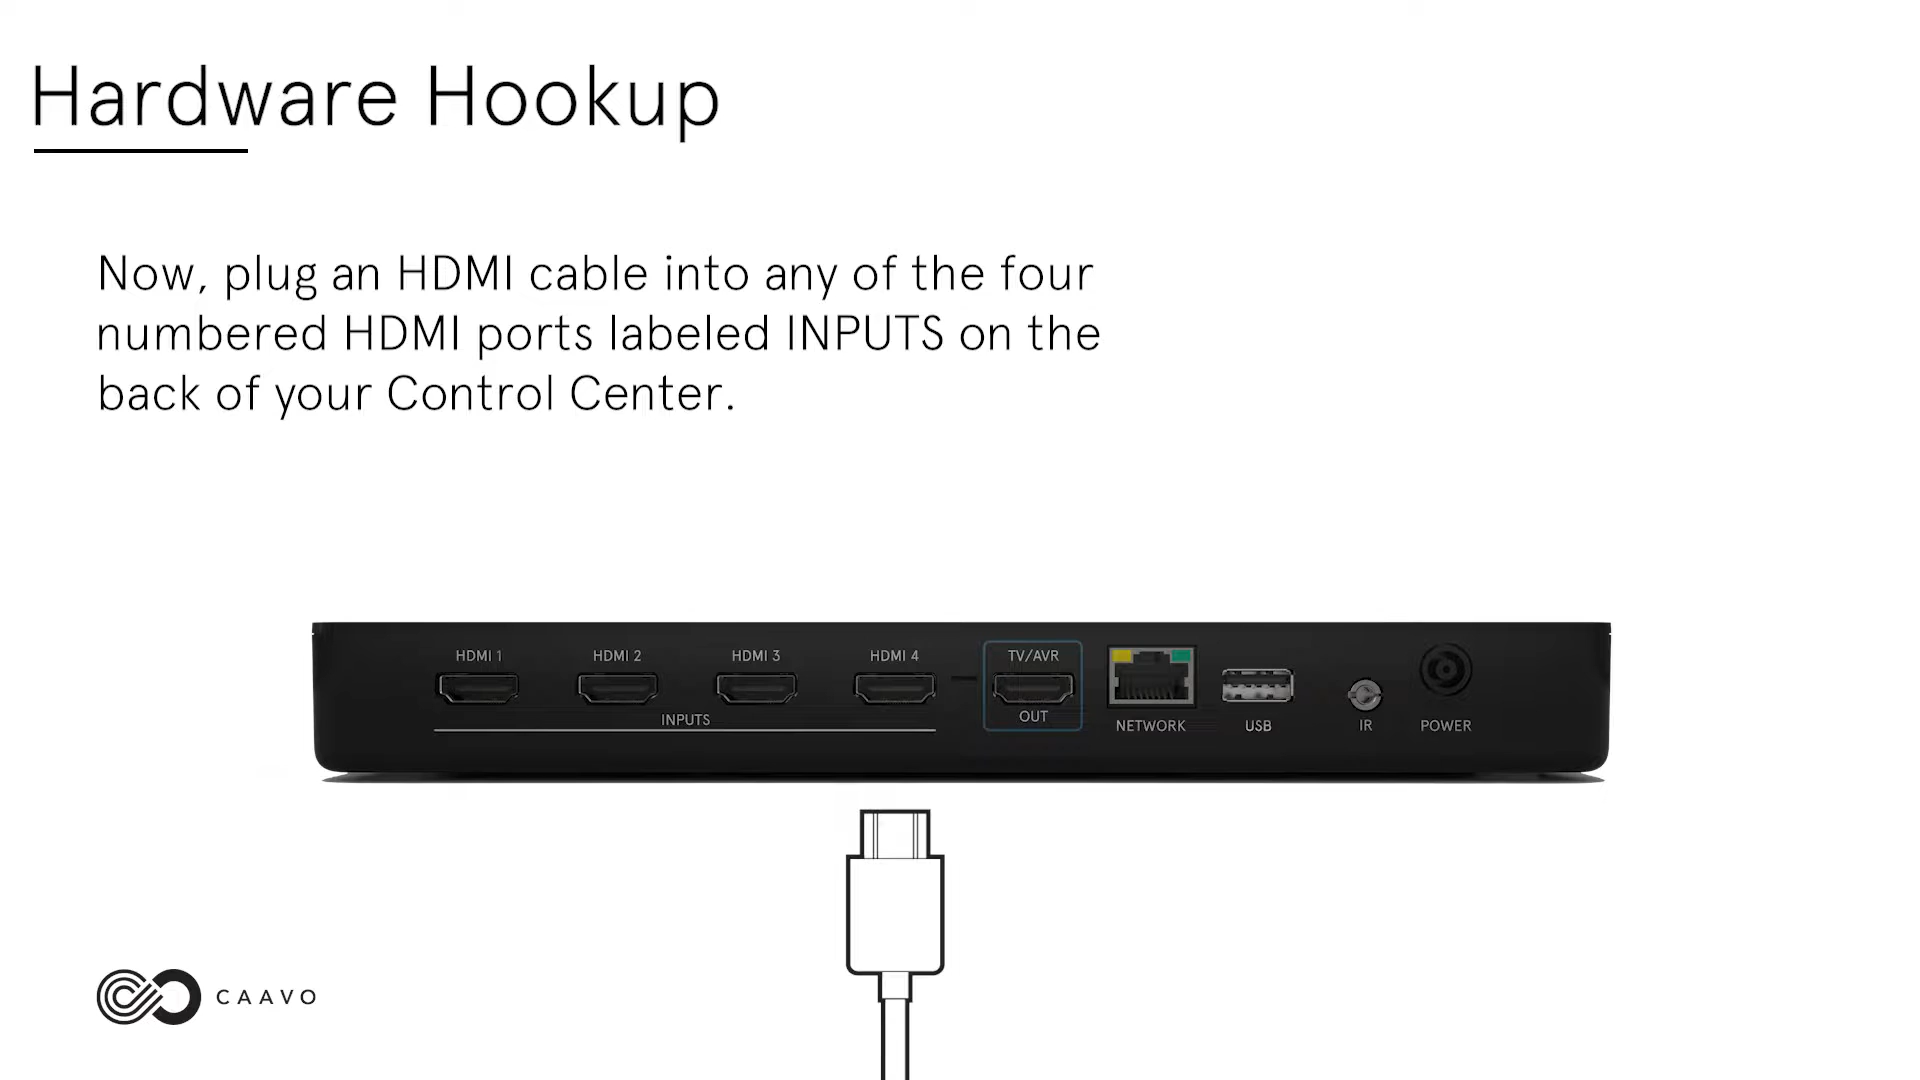 Hardware Hookup
Now, plug an HDMI cable into any of the four
numbered HDMI ports labeled INPUTS on the
back of your Control Center.
HDMI 1
HDMI 2
HDMI 3
HDMI 4
INPUTS
TV/AVR
OUT
NETWORK
USB
IR
POWER
CAAVO